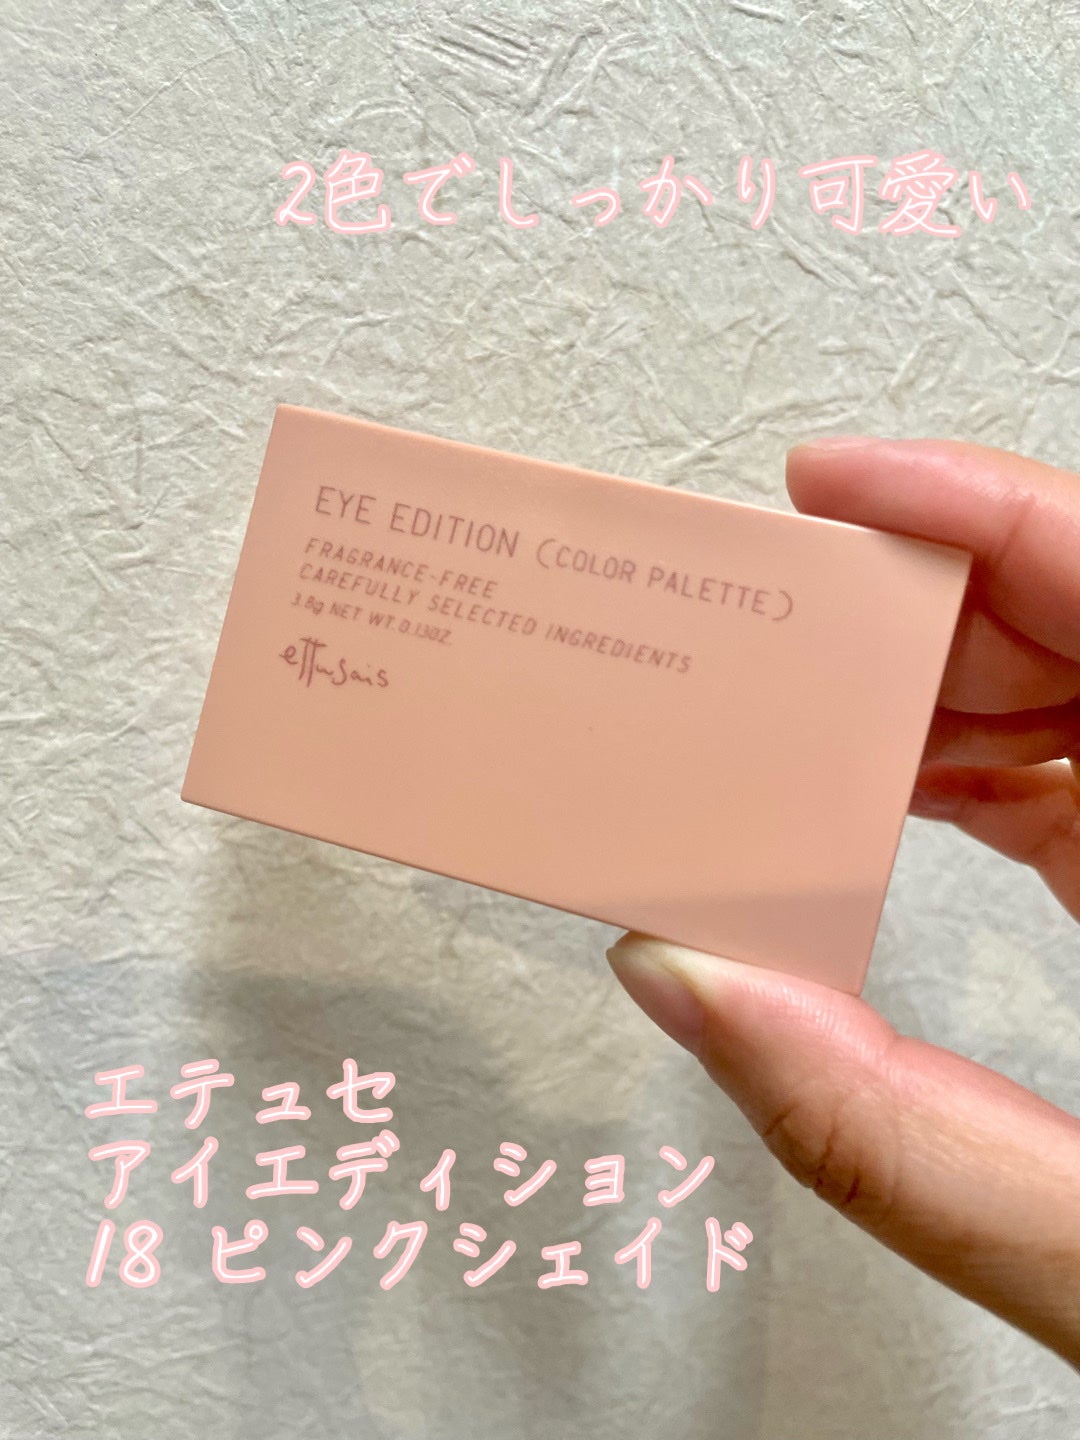 2色でしっかり可愛い
EYE EDITION (COLOR PALETTE)
FRAGRANCE-FREE
CAREFULLY SELECTED INGREDIENTS
3.8g NET WT. 0.13OZ.
ettusais
エテュセ
アイエディション
18 ピンクシェイド